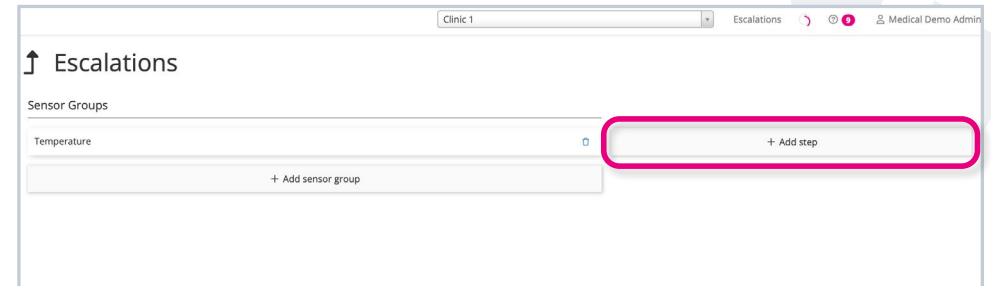 Clinic 1 Escalations 9 Medical Demo Admin
Escalations
Sensor Groups
Temperature
+ Add step
+ Add sensor group